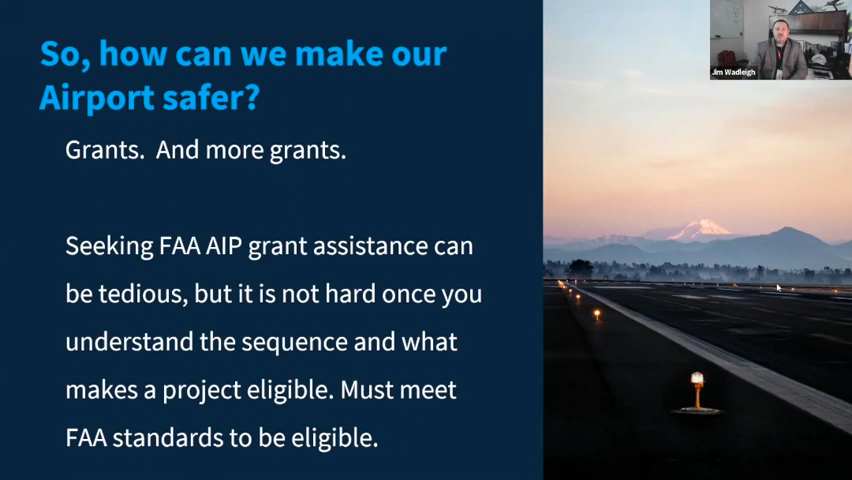 So, how can we make our
Airport safer?
Grants.  And more grants.
Seeking FAA AIP grant assistance can
be tedious, but it is not hard once you
understand the sequence and what
makes a project eligible. Must meet
FAA standards to be eligible.
Jim Wadleigh